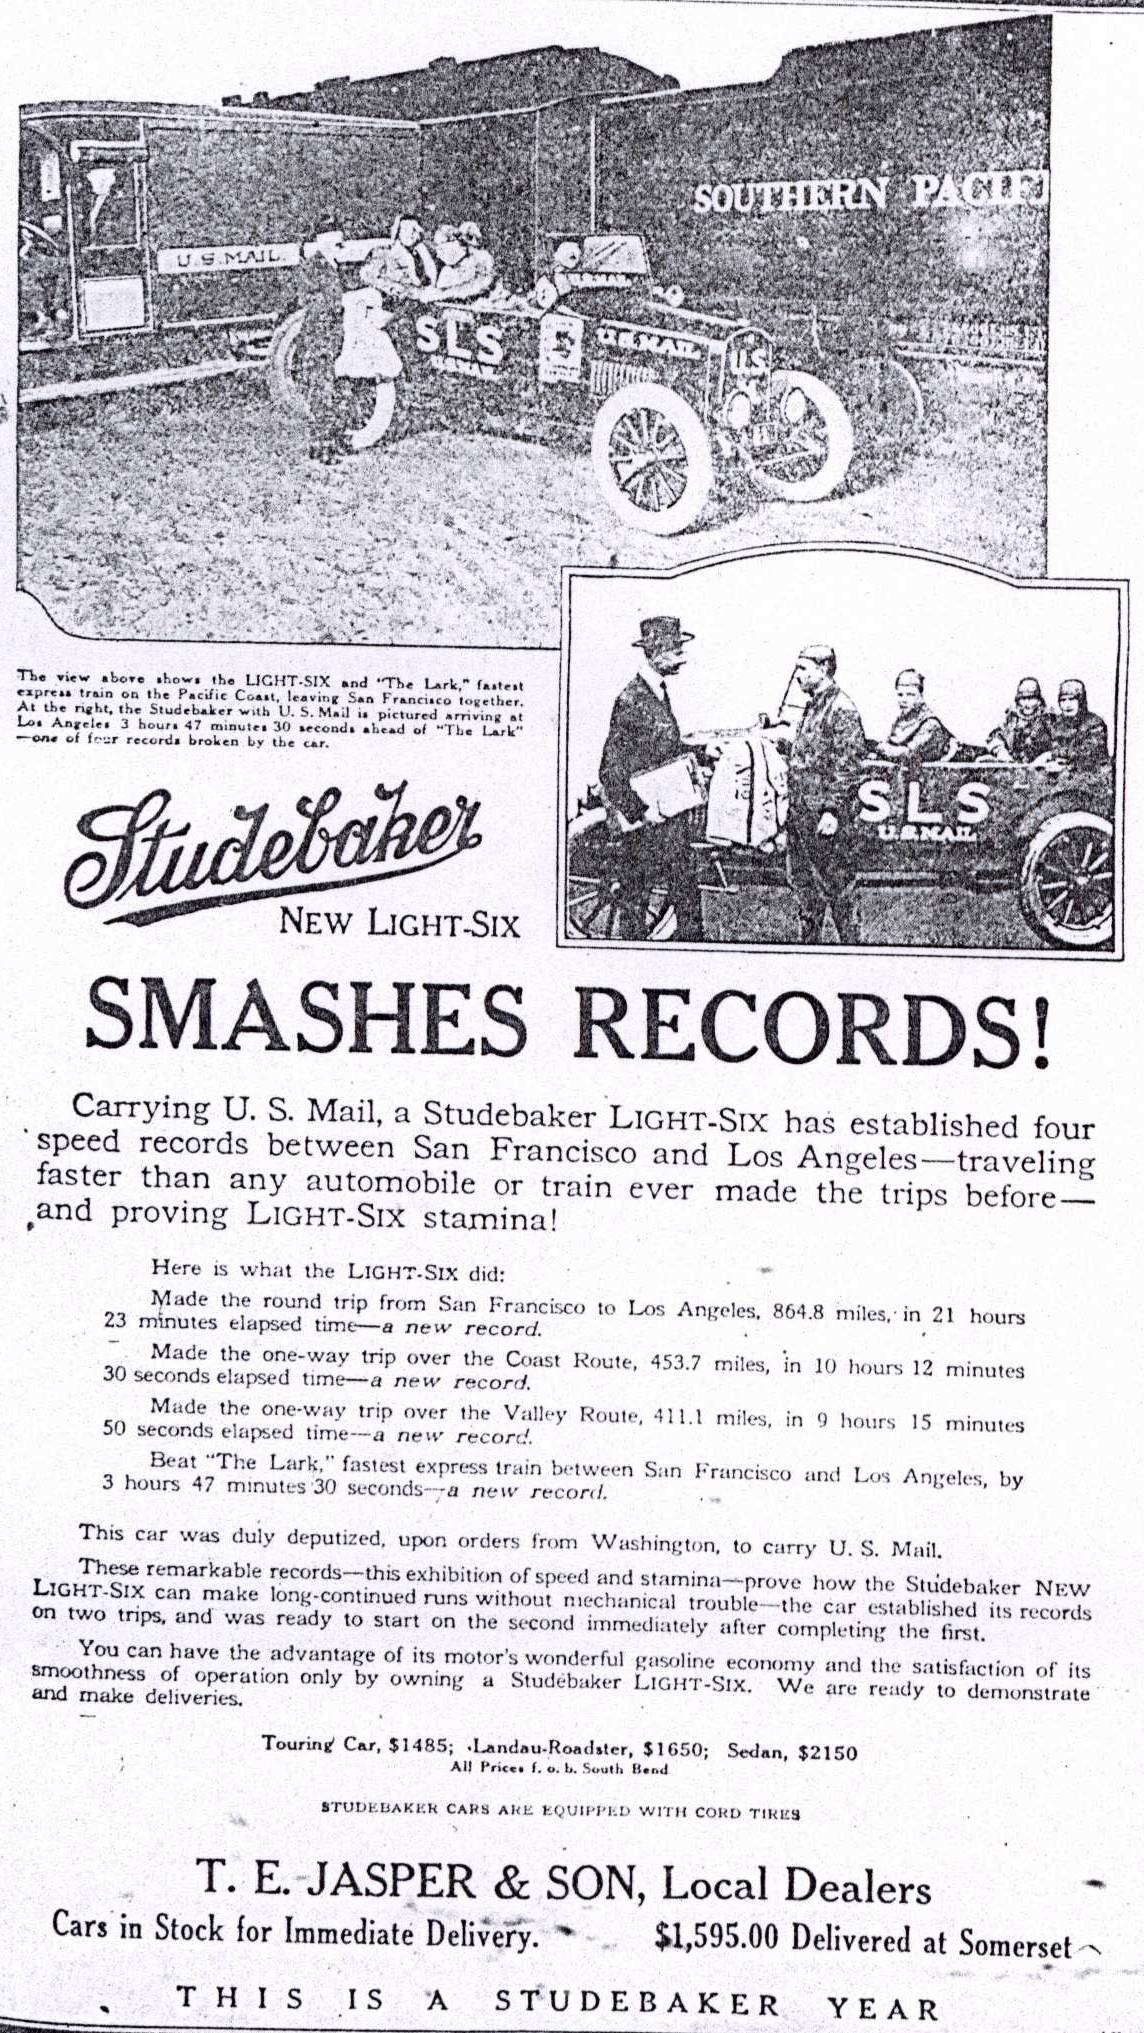 SOUTHERN PACIFI
U.S. MAIL
SLS
U.S. MAIL
U.S.
The view above shows the LIGHT-SIX and "The Lark," fastest
express train on the Pacific Coast, leaving San Francisco together.
At the right, the Studebaker with U. S. Mail is pictured arriving at
Los Angeles 3 hours 47 minutes 30 seconds ahead of "The Lark"
—one of four records broken by the car.
SLS
U.S. MAIL
Studebaker
NEW LIGHT-SIX
SMASHES RECORDS!
Carrying U. S. Mail, a Studebaker LIGHT-SIX has established four
speed records between San Francisco and Los Angeles—traveling
faster than any automobile or train ever made the trips before—
and proving LIGHT-SIX stamina!
Here is what the LIGHT-SIX did:
Made the round trip from San Francisco to Los Angeles, 864.8 miles, in 21 hours
23 minutes elapsed time—a new record.
Made the one-way trip over the Coast Route, 453.7 miles, in 10 hours 12 minutes
30 seconds elapsed time—a new record.
Made the one-way trip over the Valley Route, 411.1 miles, in 9 hours 15 minutes
50 seconds elapsed time—a new record.
Beat "The Lark," fastest express train between San Francisco and Los Angeles, by
3 hours 47 minutes 30 seconds—a new record.
This car was duly deputized, upon orders from Washington, to carry U. S. Mail.
These remarkable records—this exhibition of speed and stamina—prove how the Studebaker NEW
LIGHT-SIX can make long-continued runs without mechanical trouble—the car established its records
on two trips, and was ready to start on the second immediately after completing the first.
You can have the advantage of its motor's wonderful gasoline economy and the satisfaction of its
smoothness of operation only by owning a Studebaker LIGHT-SIX. We are ready to demonstrate
and make deliveries.
Touring Car, $1485; Landau-Roadster, $1650; Sedan, $2150
All Prices f. o. b. South Bend
STUDEBAKER CARS ARE EQUIPPED WITH CORD TIRES
T. E. JASPER & SON, Local Dealers
Cars in Stock for Immediate Delivery. $1,595.00 Delivered at Somerset
THIS IS A STUDEBAKER YEAR